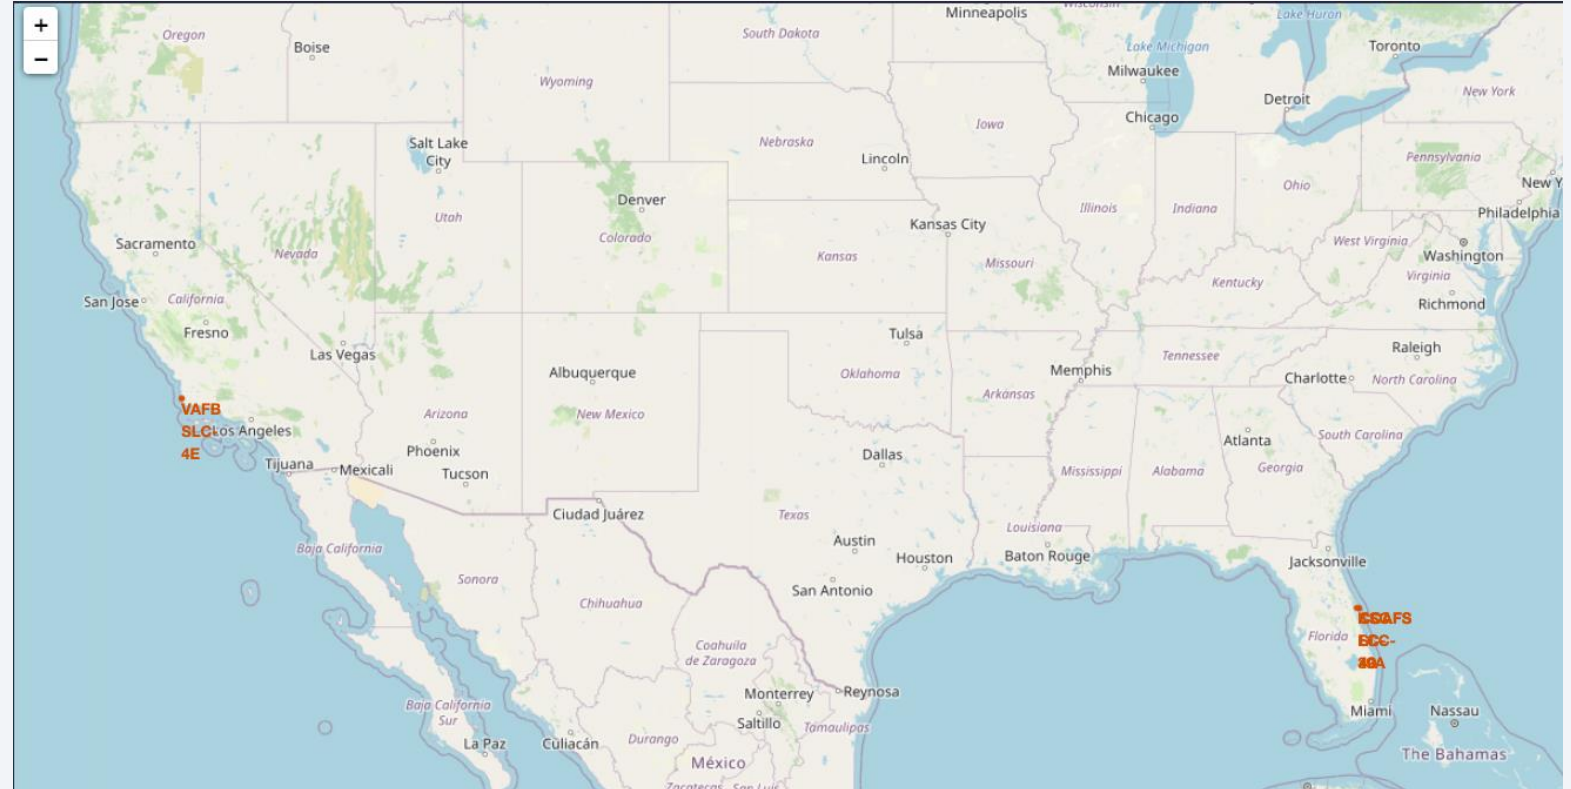 +
−
Oregon
Boise
Wyoming
South Dakota
Minneapolis
Wisconsin
Lake Michigan
Lake Huron
Toronto
Milwaukee
Detroit
New York
Chicago
Salt Lake
City
Nebraska
Iowa
Lincoln
Pennsylvania
New Y
Ohio
Philadelphia
Denver
Utah
Colorado
Kansas City
Illinois
Indiana
Sacramento
Nevada
Kansas
Missouri
West Virginia
Washington
Virginia
Kentucky
San Jose
California
Richmond
Fresno
Las Vegas
Tulsa
Tennessee
Raleigh
Albuquerque
Oklahoma
Memphis
Charlotte
North Carolina
Arkansas
VAFB
SLC-
4E
Los Angeles
Arizona
New Mexico
Phoenix
Dallas
Atlanta
South Carolina
Tijuana
Mexicali
Tucson
Mississippi
Alabama
Georgia
Ciudad Juárez
Texas
Louisiana
Austin
Houston
Baton Rouge
Jacksonville
Baja California
Sonora
Chihuahua
San Antonio
Florida
Coahuila
de Zaragoza
Monterrey
Reynosa
Baja California
Sur
Saltillo
Tamaulipas
Miami
Nassau
La Paz
Culiacán
Durango
México
The Bahamas
Zacatecas
San Luis